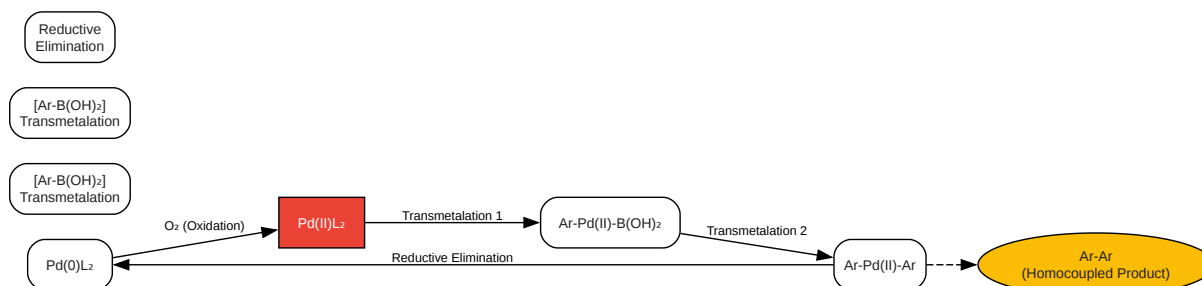 Reductive
Elimination
[Ar-B(OH)₂]
Transmetalation
[Ar-B(OH)₂]
Transmetalation
O₂ (Oxidation)
Pd(II)L₂
Transmetalation 1
Ar-Pd(II)-B(OH)₂
Transmetalation 2
Pd(0)L₂
Reductive Elimination
Ar-Pd(II)-Ar
Ar-Ar
(Homocoupled Product)